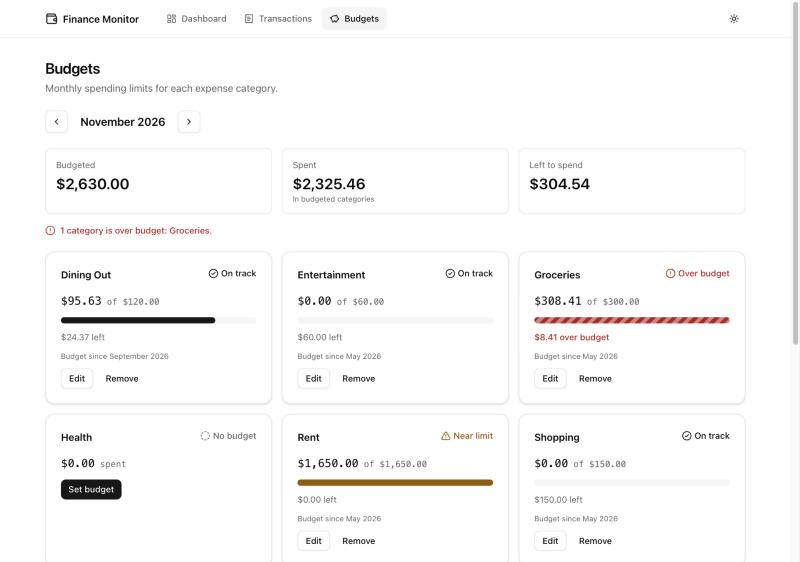 Finance Monitor Dashboard Transactions Budgets
Budgets
Monthly spending limits for each expense category.
November 2026
Budgeted
$2,630.00
Spent
$2,325.46
In budgeted categories
Left to spend
$304.54
1 category is over budget: Groceries.
Dining Out On track
$95.63 of $120.00
$24.37 left
Budget since September 2026
Edit Remove
Entertainment On track
$0.00 of $60.00
$60.00 left
Budget since May 2026
Edit Remove
Groceries Over budget
$308.41 of $300.00
$8.41 over budget
Budget since May 2026
Edit Remove
Health No budget
$0.00 spent
Set budget
Rent Near limit
$1,650.00 of $1,650.00
$0.00 left
Budget since May 2026
Edit Remove
Shopping On track
$0.00 of $150.00
$150.00 left
Budget since May 2026
Edit Remove